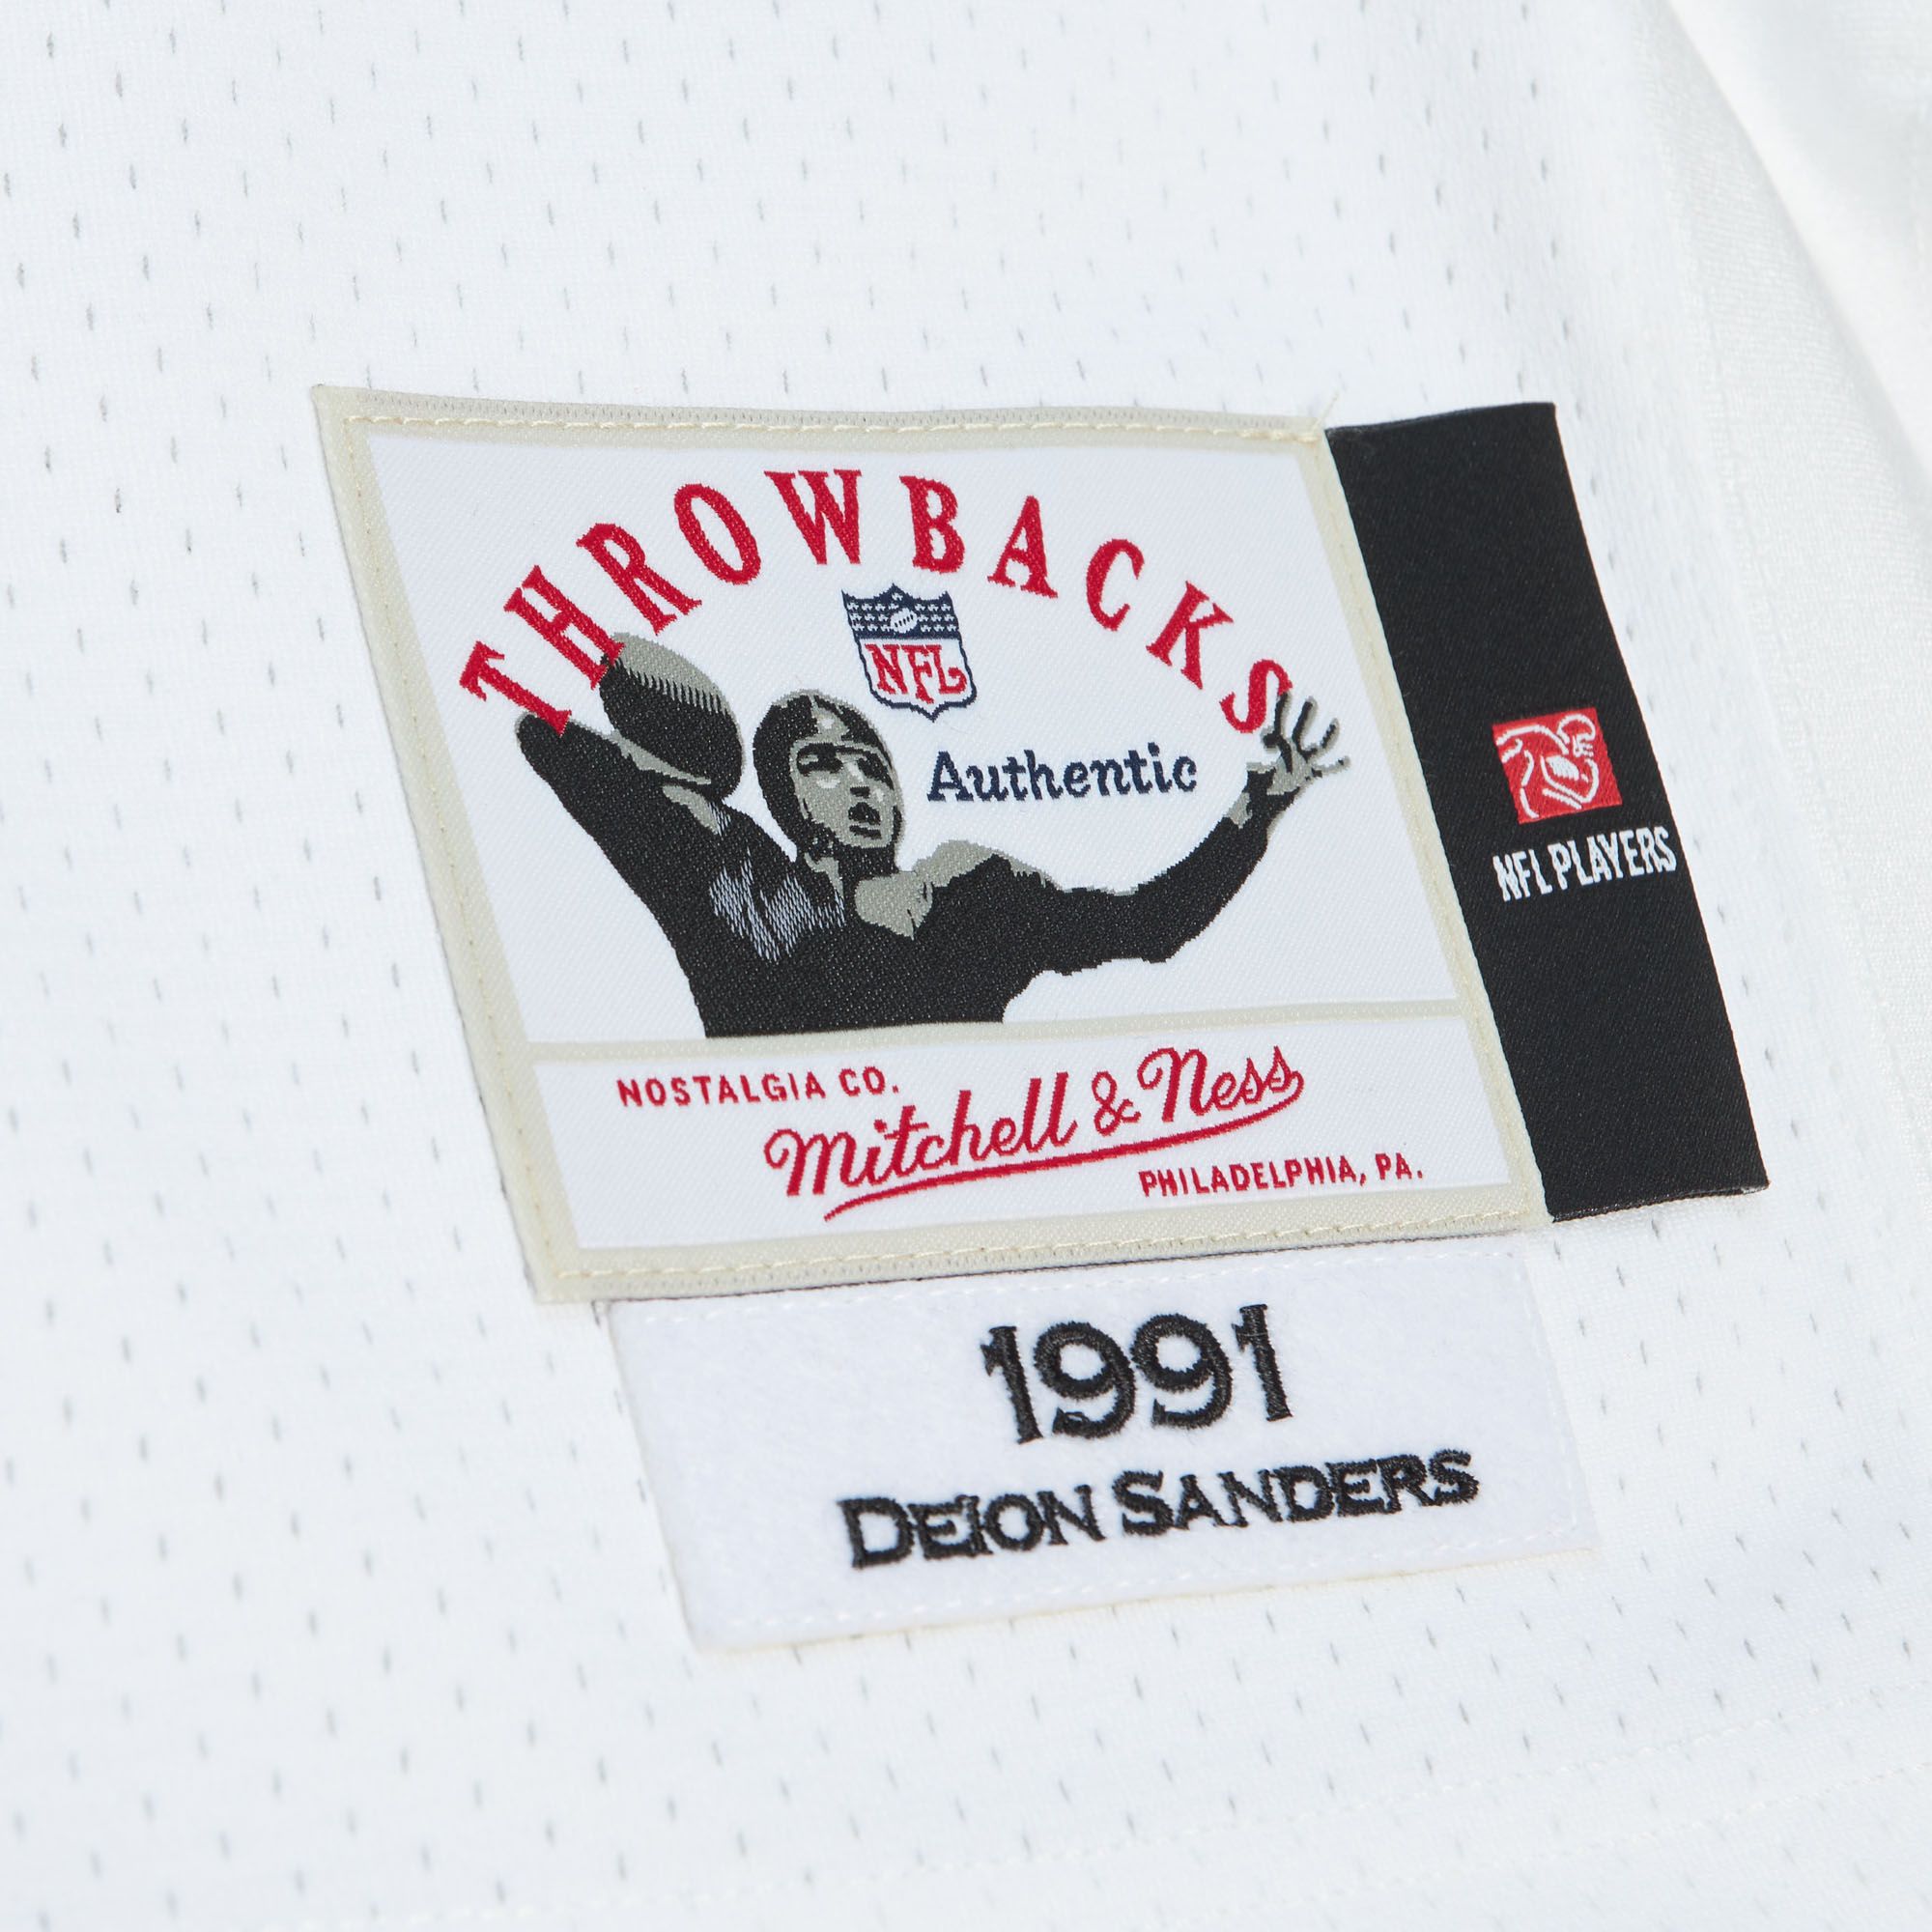 THROWBACKS
NFL
Authentic
NFL PLAYERS
NOSTALGIA CO.
Mitchell & Ness
PHILADELPHIA, PA.
1991
DEION SANDERS